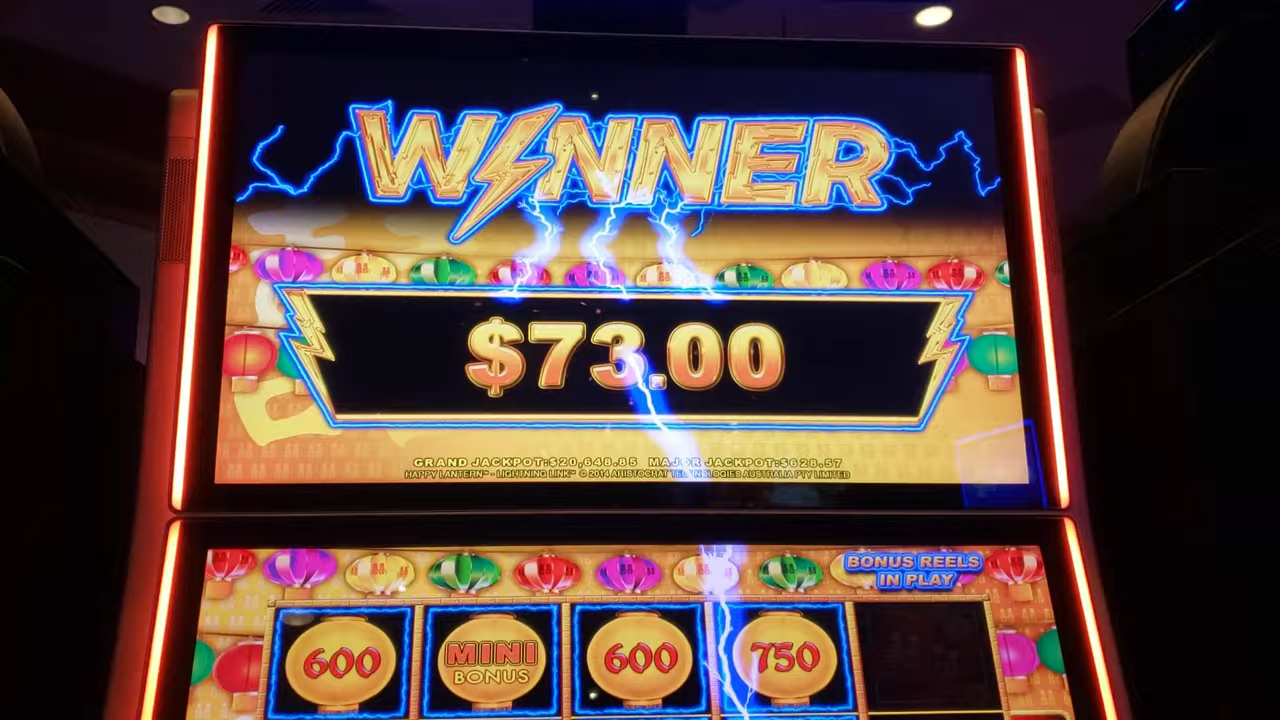 WINNER
$73.00
GRAND JACKPOT:$20,648.85 MAJOR JACKPOT:$628.57
HAPPY LANTERN™ - LIGHTNING LINK™ © 2014 ARISTOCRAT TECHNOLOGIES AUSTRALIA PTY LIMITED
BONUS REELS
IN PLAY
600
MINI
BONUS
600
750